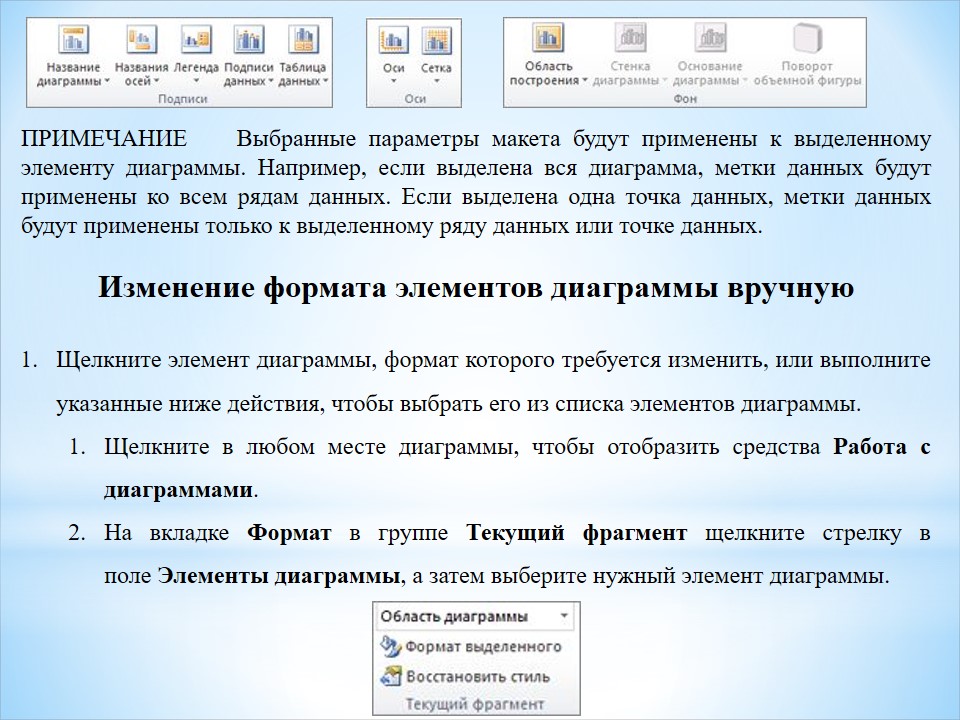 Название диаграммы
Названия осей
Легенда
Подписи данных
Таблица данных
Подписи
Оси
Сетка
Оси
Область построения
Стенка диаграммы
Основание диаграммы
Поворот объемной фигуры
Фон
ПРИМЕЧАНИЕ Выбранные параметры макета будут применены к выделенному
элементу диаграммы. Например, если выделена вся диаграмма, метки данных будут
применены ко всем рядам данных. Если выделена одна точка данных, метки данных
будут применены только к выделенному ряду данных или точке данных.
Изменение формата элементов диаграммы вручную
1. Щелкните элемент диаграммы, формат которого требуется изменить, или выполните
указанные ниже действия, чтобы выбрать его из списка элементов диаграммы.
1. Щелкните в любом месте диаграммы, чтобы отобразить средства Работа с
диаграммами.
2. На вкладке Формат в группе Текущий фрагмент щелкните стрелку в
поле Элементы диаграммы, а затем выберите нужный элемент диаграммы.
Область диаграммы
Формат выделенного
Восстановить стиль
Текущий фрагмент